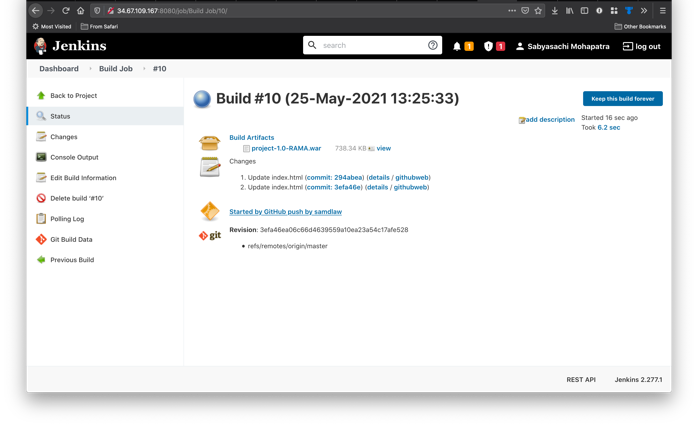 34.67.109.167:8080/job/Build Job/10/
Most Visited From Safari Other Bookmarks
Jenkins search 1 1 Sabyasachi Mohapatra log out
Dashboard Build Job #10
Back to Project
Status
Changes
Console Output
Edit Build Information
Delete build '#10'
Polling Log
Git Build Data
Previous Build
Build #10 (25-May-2021 13:25:33)
Keep this build forever
add description
Started 16 sec ago
Took 6.2 sec
Build Artifacts
project-1.0-RAMA.war 738.34 KB view
Changes
1. Update index.html (commit: 294abea) (details / githubweb)
2. Update index.html (commit: 3efa46e) (details / githubweb)
Started by GitHub push by samdlaw
git
Revision: 3efa46ea06c66d4639559a10ea23a54c17afe528
• refs/remotes/origin/master
REST API Jenkins 2.277.1